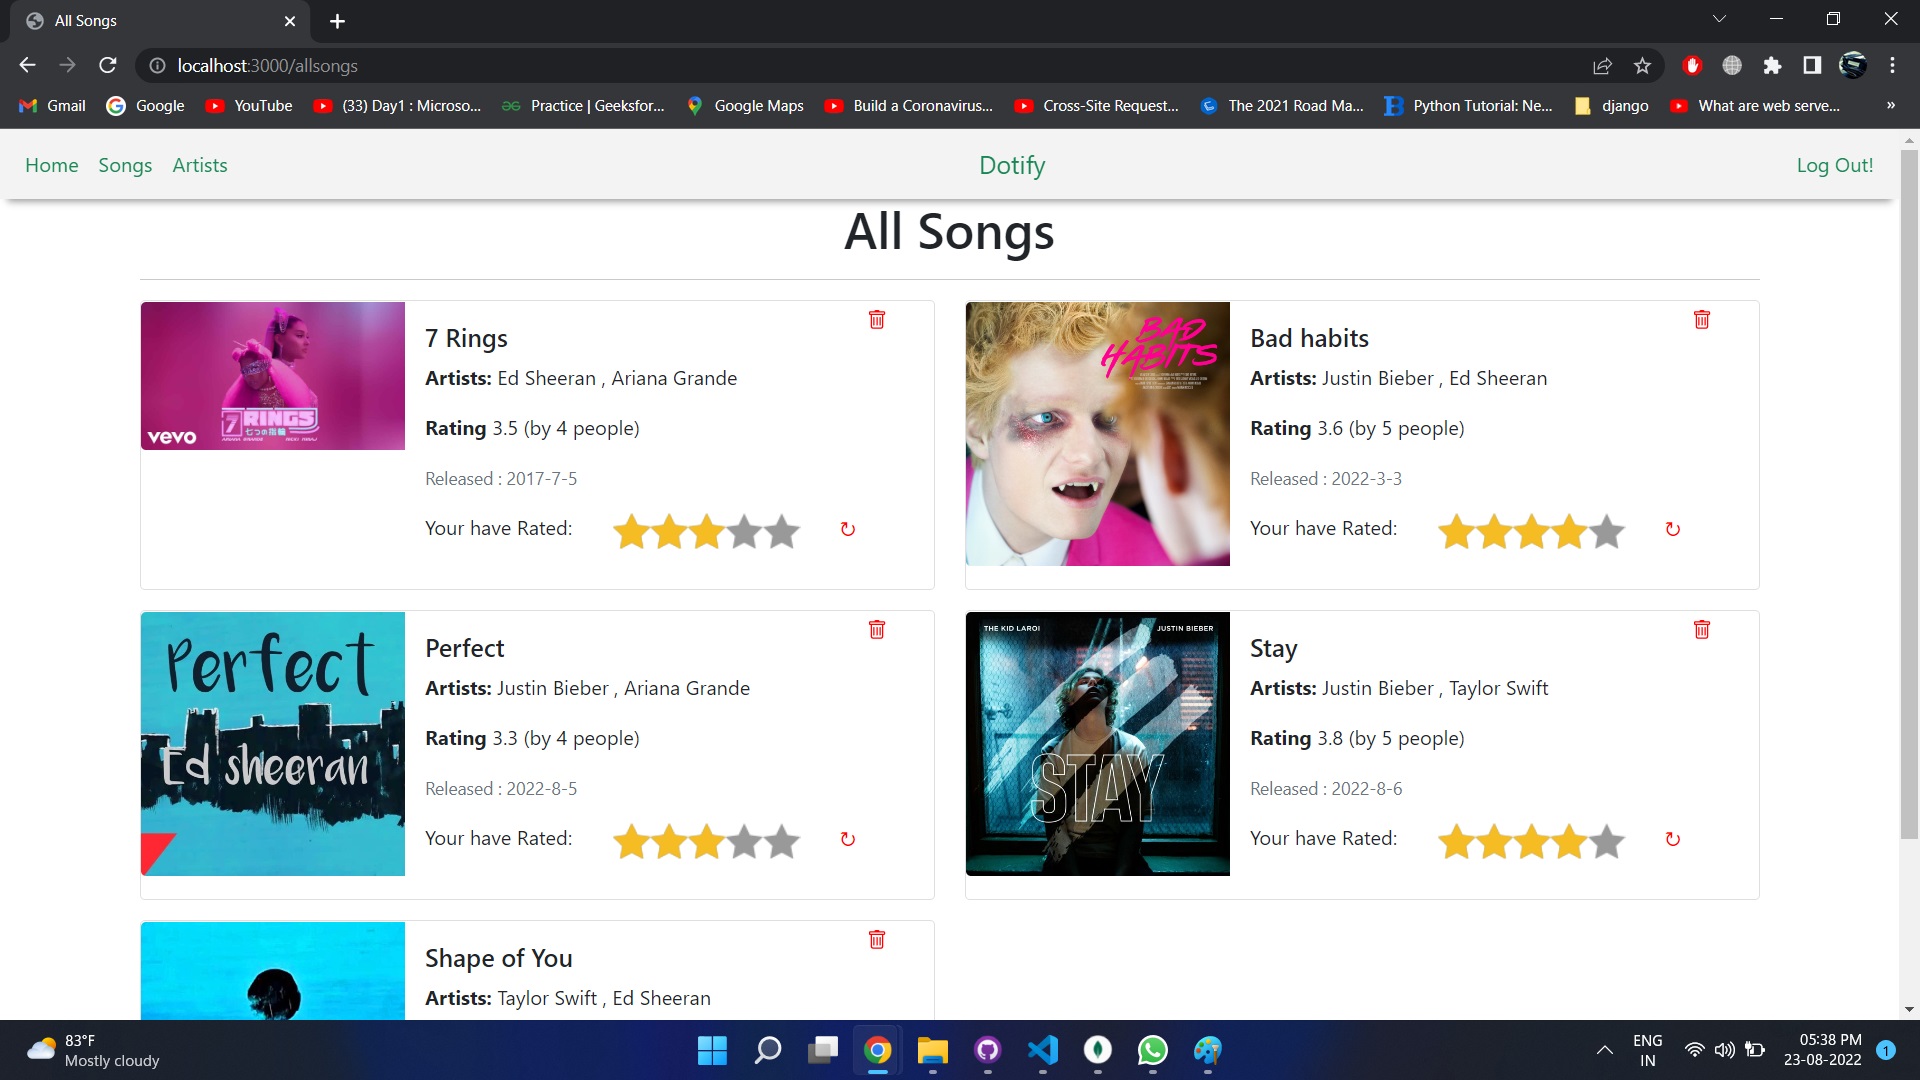 All Songs
localhost:3000/allsongs
Gmail
Google
YouTube
(33) Day1 : Microso...
Practice | Geeksfor...
Google Maps
Build a Coronavirus...
Cross-Site Request...
The 2021 Road Ma...
Python Tutorial: Ne...
django
What are web serve...
»
Home Songs Artists
Dotify
Log Out!
All Songs
7 RINGS
七つの指輪
vevo
7 Rings
Artists: Ed Sheeran , Ariana Grande
Rating 3.5 (by 4 people)
Released : 2017-7-5
Your have Rated:
BAD
HABITS
Bad habits
Artists: Justin Bieber , Ed Sheeran
Rating 3.6 (by 5 people)
Released : 2022-3-3
Your have Rated:
Perfect
Ed sheeran
Perfect
Artists: Justin Bieber , Ariana Grande
Rating 3.3 (by 4 people)
Released : 2022-8-5
Your have Rated:
THE KID LAROI
JUSTIN BIEBER
STAY
Stay
Artists: Justin Bieber , Taylor Swift
Rating 3.8 (by 5 people)
Released : 2022-8-6
Your have Rated:
Shape of You
Artists: Taylor Swift , Ed Sheeran
83°F
Mostly cloudy
ENG
IN
05:38 PM
23-08-2022
1